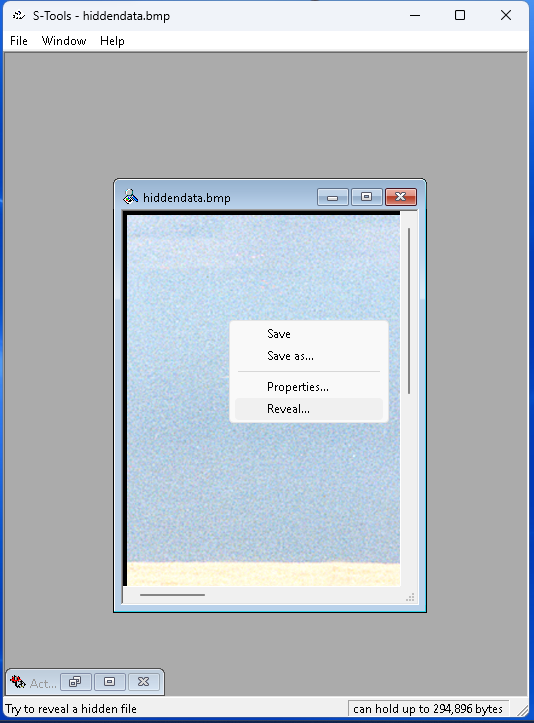 S-Tools - hiddendata.bmp
File Window Help
hiddendata.bmp
Save
Save as...
Properties...
Reveal...
Act...
Try to reveal a hidden file
can hold up to 294,896 bytes